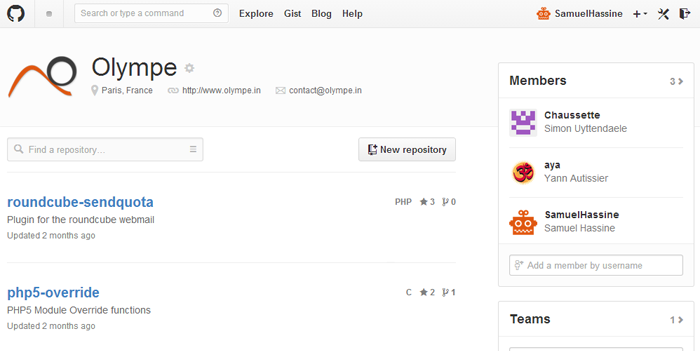 Search or type a command
Explore Gist Blog Help
SamuelHassine
Olympe
Paris, France http://www.olympe.in contact@olympe.in
Find a repository...
New repository
roundcube-sendquota
PHP 3 0
Plugin for the roundcube webmail
Updated 2 months ago
php5-override
C 2 1
PHP5 Module Override functions
Updated 2 months ago
Members 3
Chaussette
Simon Uyttendaele
aya
Yann Autissier
SamuelHassine
Samuel Hassine
Add a member by username
Teams 1